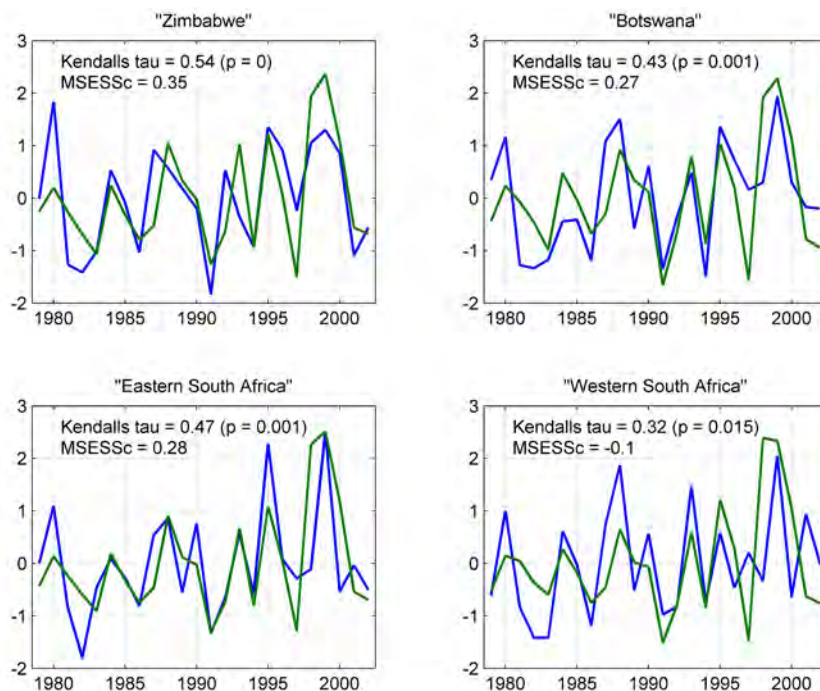 "Zimbabwe"
Kendalls tau = 0.54 (p = 0)
MSESSc = 0.35
3
2
1
0
-1
-2
1980 1985 1990 1995 2000
"Botswana"
Kendalls tau = 0.43 (p = 0.001)
MSESSc = 0.27
3
2
1
0
-1
-2
1980 1985 1990 1995 2000
"Eastern South Africa"
Kendalls tau = 0.47 (p = 0.001)
MSESSc = 0.28
3
2
1
0
-1
-2
1980 1985 1990 1995 2000
"Western South Africa"
Kendalls tau = 0.32 (p = 0.015)
MSESSc = -0.1
3
2
1
0
-1
-2
1980 1985 1990 1995 2000